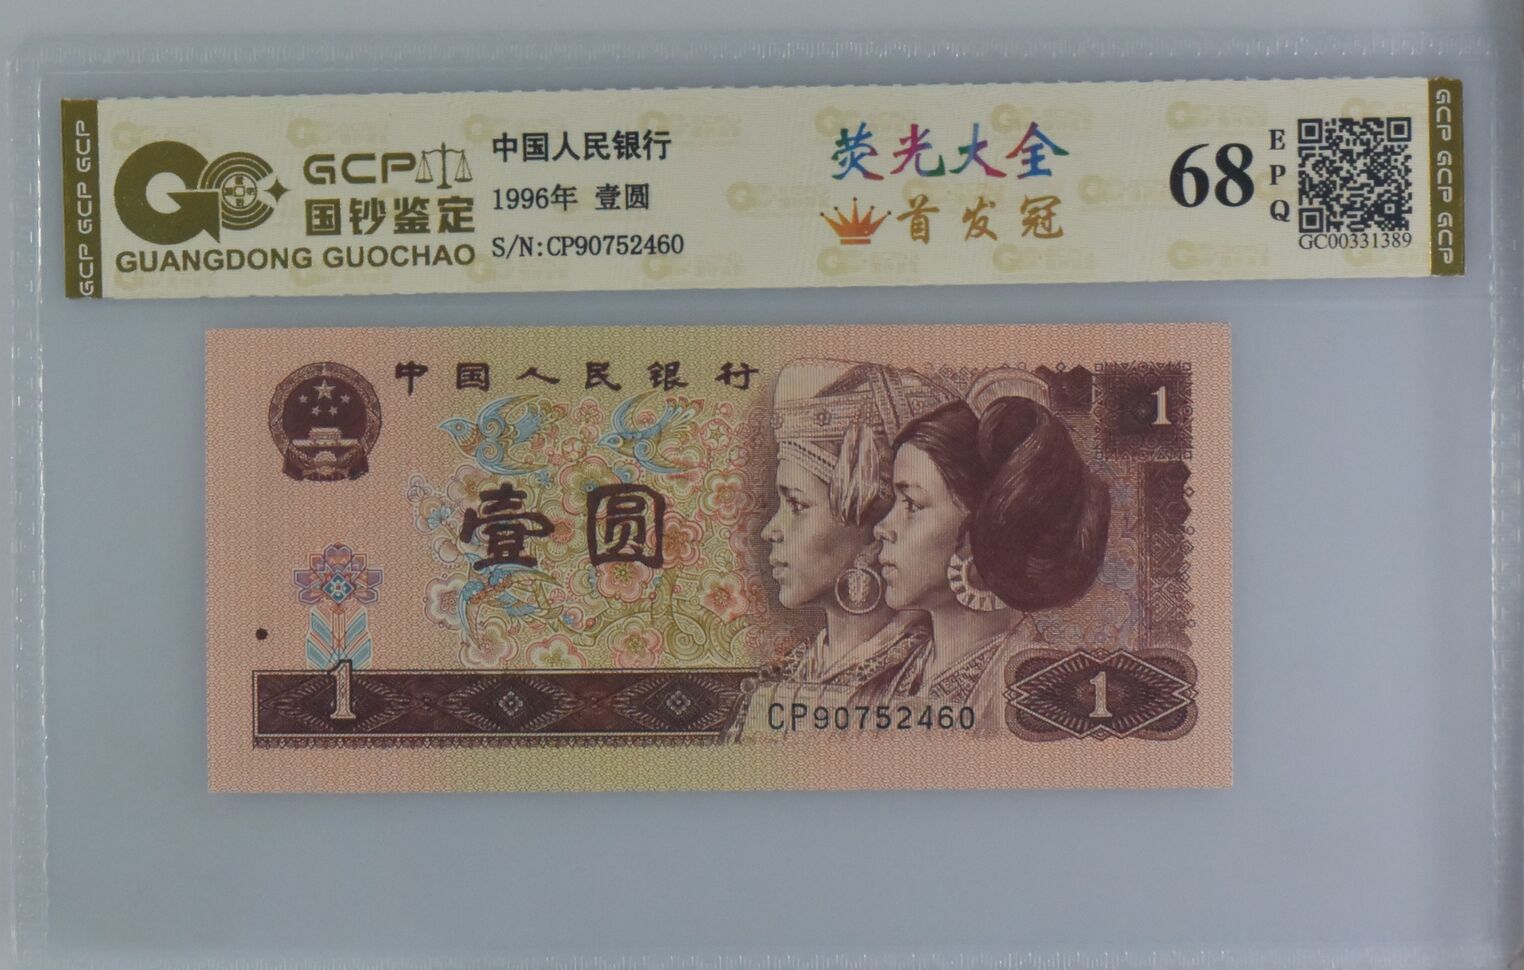 GCP GCP GCP
GCP
国钞鉴定
GUANGDONG GUOCHAO
中国人民银行
1996年 壹圆
S/N:CP90752460
荧光大全
首发冠
68
EPQ
GC00331389
GCP GCP GCP
中国人民银行
1
壹圆
1
CP90752460
1